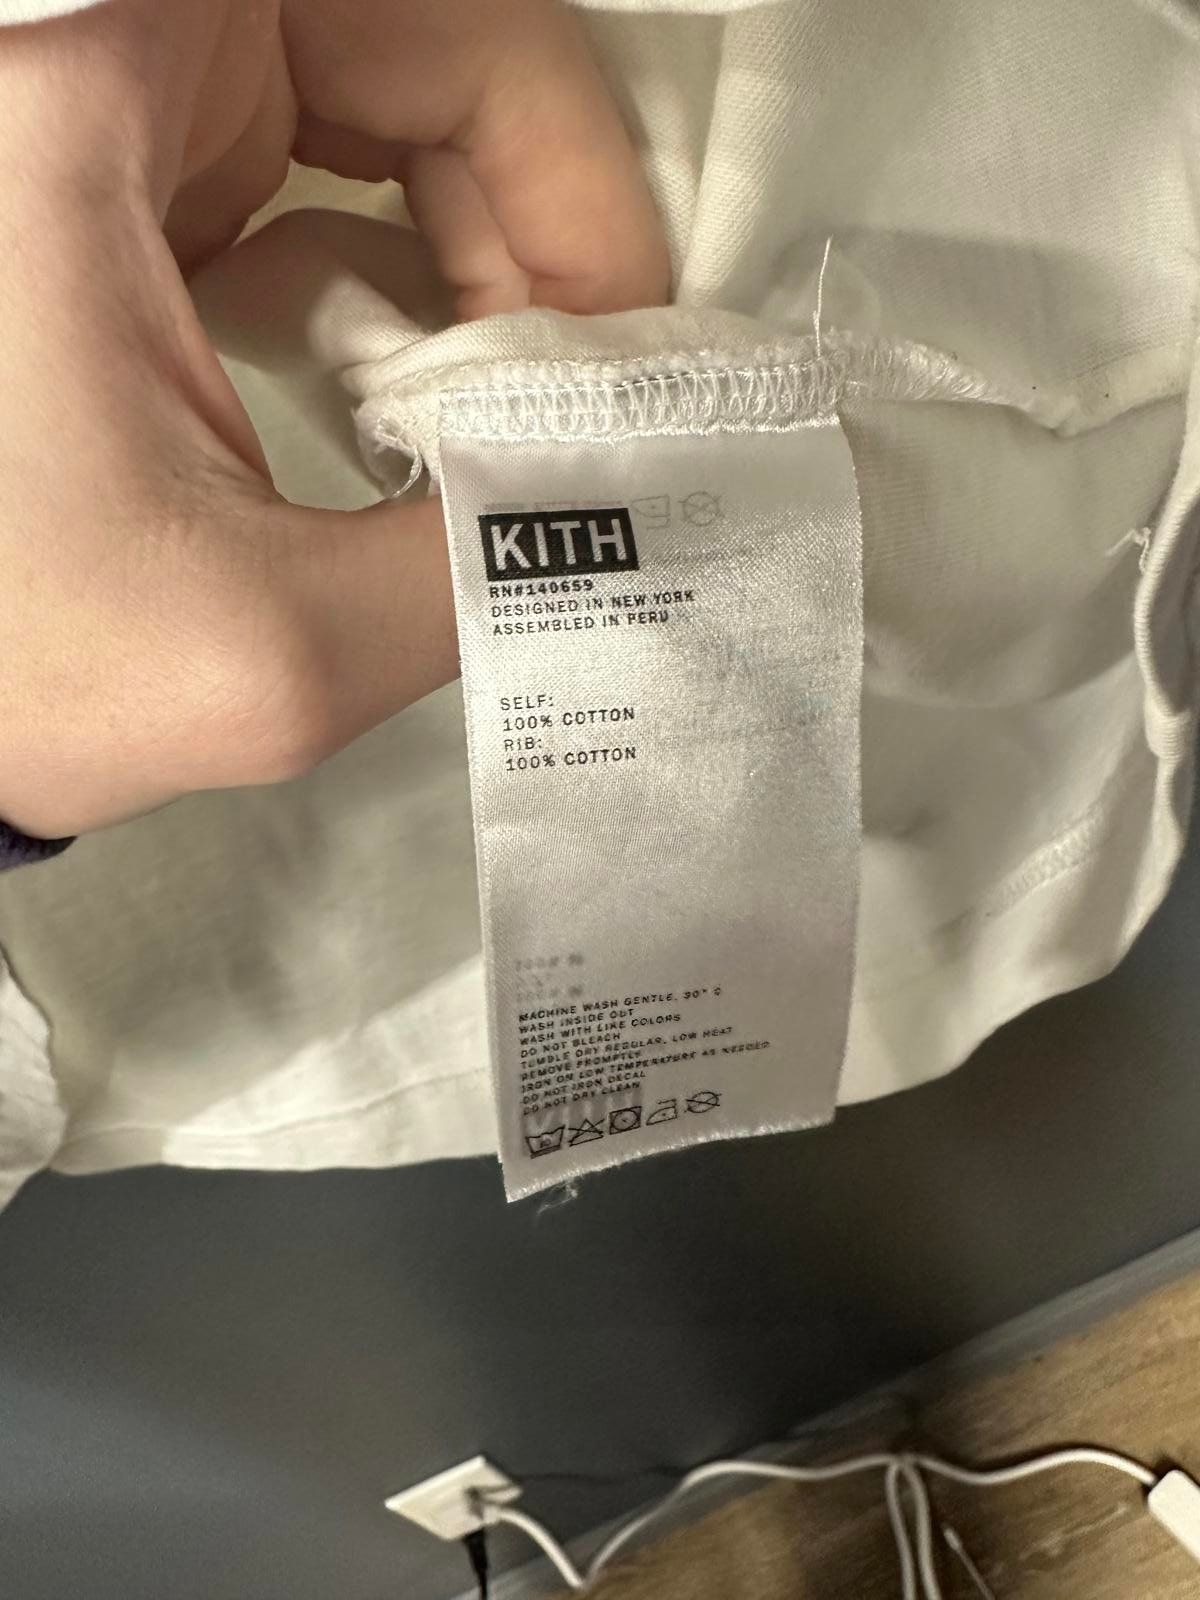 KITH
RN#140659
DESIGNED IN NEW YORK
ASSEMBLED IN PERU
SELF:
100% COTTON
RIB:
100% COTTON
MACHINE WASH GENTLE, 30° C
WASH INSIDE OUT
WASH WITH LIKE COLORS
DO NOT BLEACH
TUMBLE DRY REGULAR, LOW HEAT
REMOVE PROMPTLY
IRON ON LOW TEMPERATURE AS NEEDED
DO NOT IRON DECAL
DO NOT DRY CLEAN
30